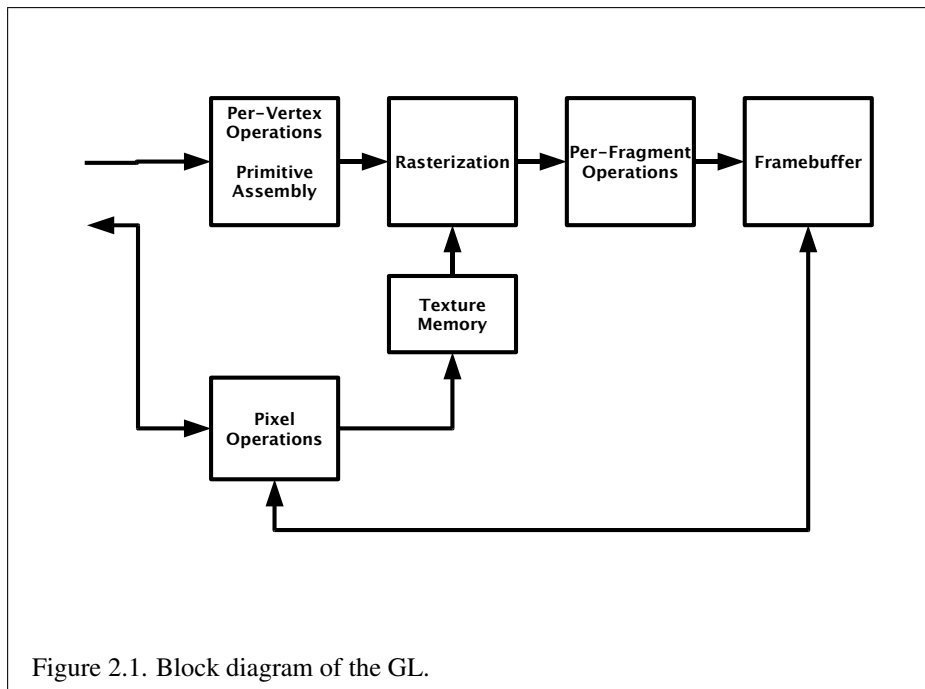 Per-Vertex
Operations
Primitive
Assembly
Rasterization
Per-Fragment
Operations
Framebuffer
Texture
Memory
Pixel
Operations
Figure 2.1. Block diagram of the GL.